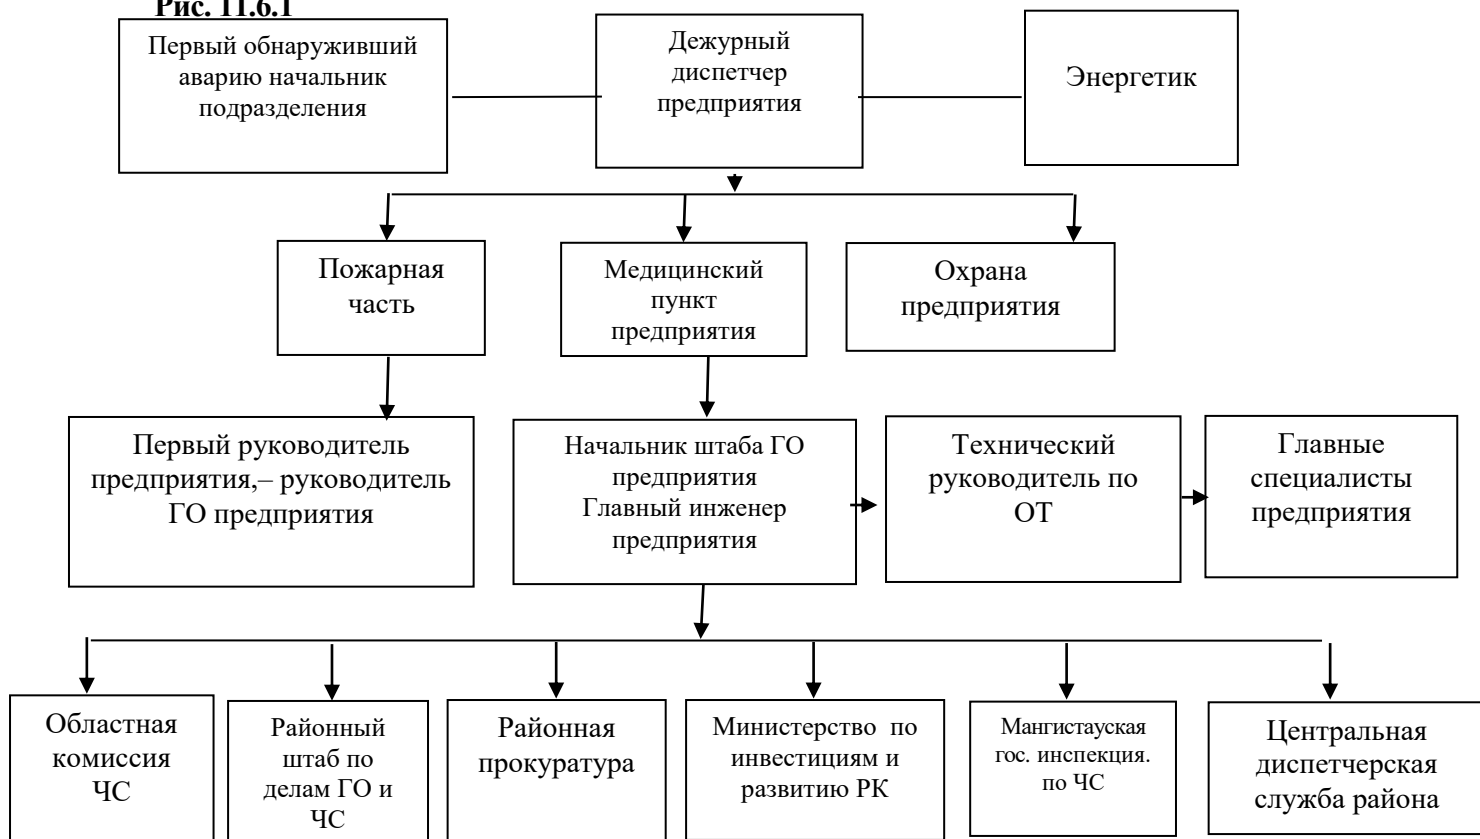 Рис. 11.6.1
Первый обнаруживший
аварию начальник
подразделения
Дежурный
диспетчер
предприятия
Энергетик
Пожарная
часть
Медицинский
пункт
предприятия
Охрана
предприятия
Первый руководитель
предприятия,– руководитель
ГО предприятия
Начальник штаба ГО
предприятия
Главный инженер
предприятия
Технический
руководитель по
ОТ
Главные
специалисты
предприятия
Областная
комиссия
ЧС
Районный
штаб по
делам ГО и
ЧС
Районная
прокуратура
Министерство по
инвестициям и
развитию РК
Мангистауская
гос. инспекция.
по ЧС
Центральная
диспетчерская
служба района